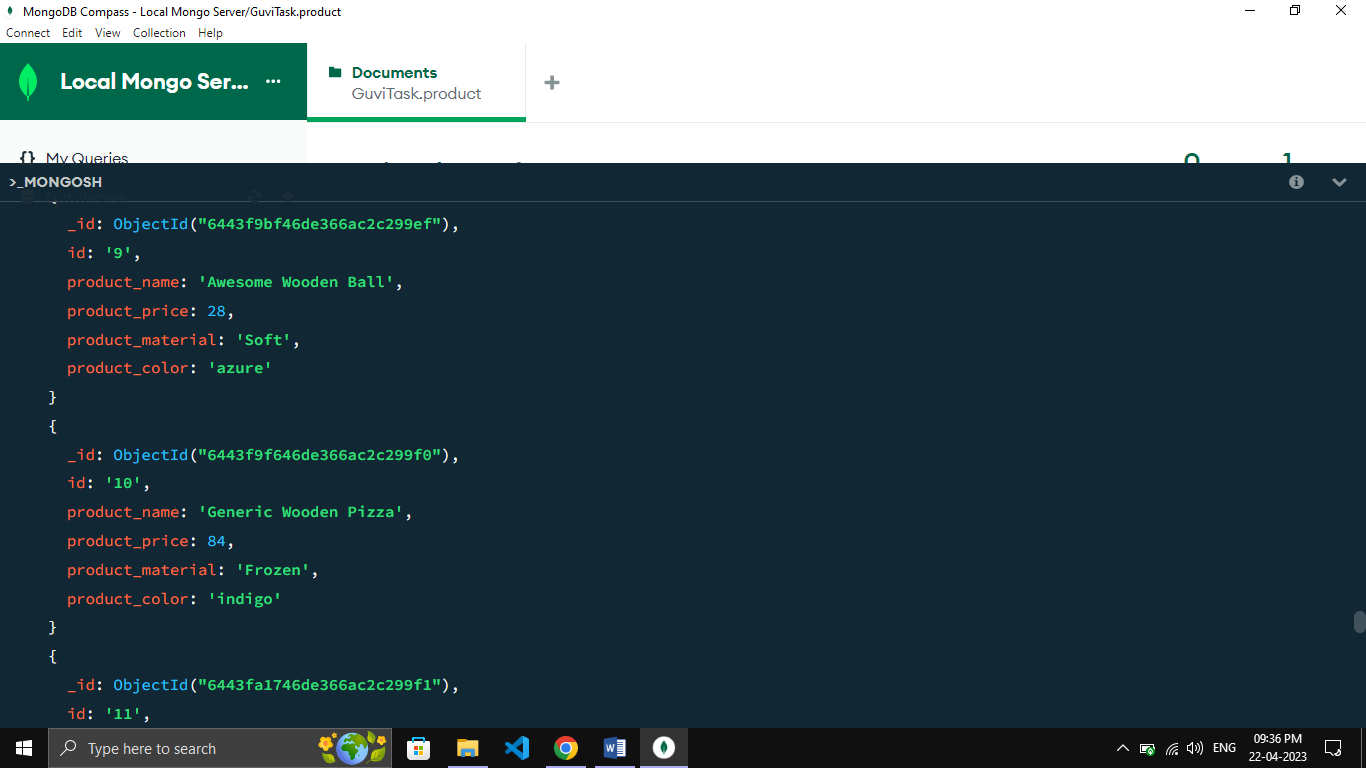 MongoDB Compass - Local Mongo Server/GuviTask.product
Connect Edit View Collection Help
Local Mongo Ser... ...
Documents
GuviTask.product
{} My Queries
>_MONGOSH
_id: ObjectId("6443f9bf46de366ac2c299ef"),
id: '9',
product_name: 'Awesome Wooden Ball',
product_price: 28,
product_material: 'Soft',
product_color: 'azure'
}
{
_id: ObjectId("6443f9f646de366ac2c299f0"),
id: '10',
product_name: 'Generic Wooden Pizza',
product_price: 84,
product_material: 'Frozen',
product_color: 'indigo'
}
{
_id: ObjectId("6443fa1746de366ac2c299f1"),
id: '11',
Type here to search
ENG
09:36 PM
22-04-2023